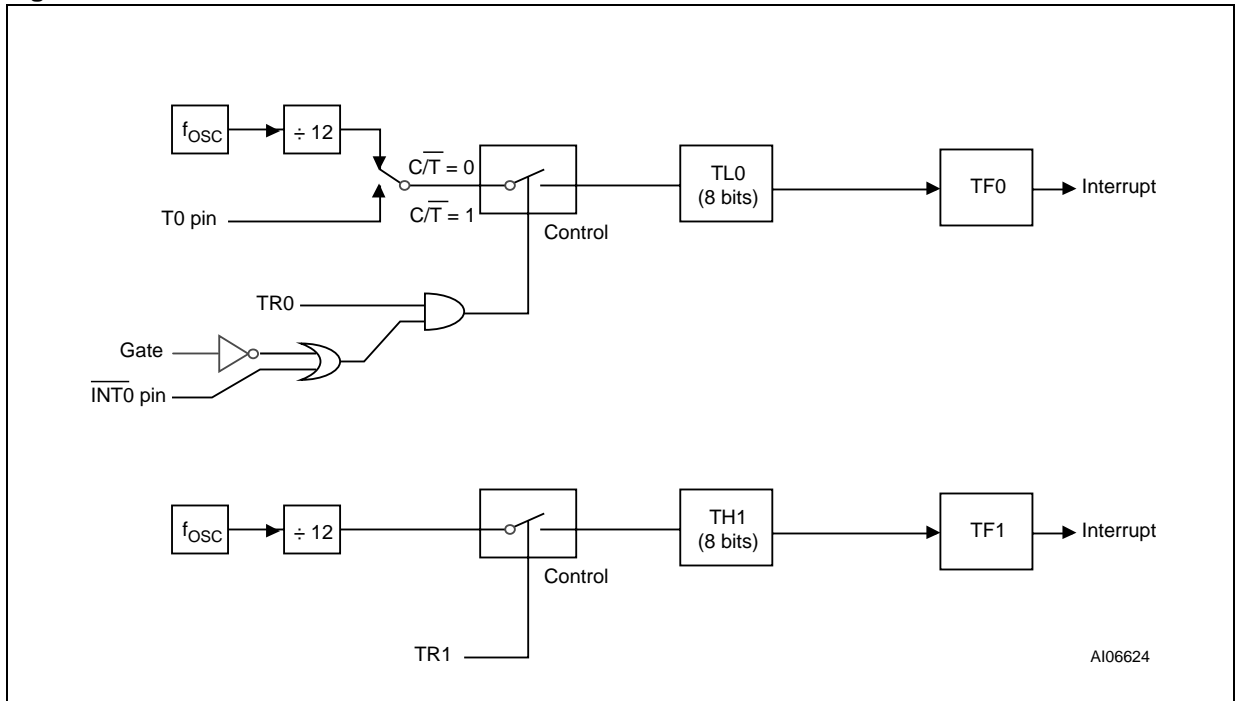 fOSC
÷ 12
C/T̅ = 0
T0 pin
C/T̅ = 1
Control
TL0
(8 bits)
TF0
Interrupt
TR0
Gate
I̅N̅T̅0̅ pin
fOSC
÷ 12
Control
TH1
(8 bits)
TF1
Interrupt
TR1
AI06624